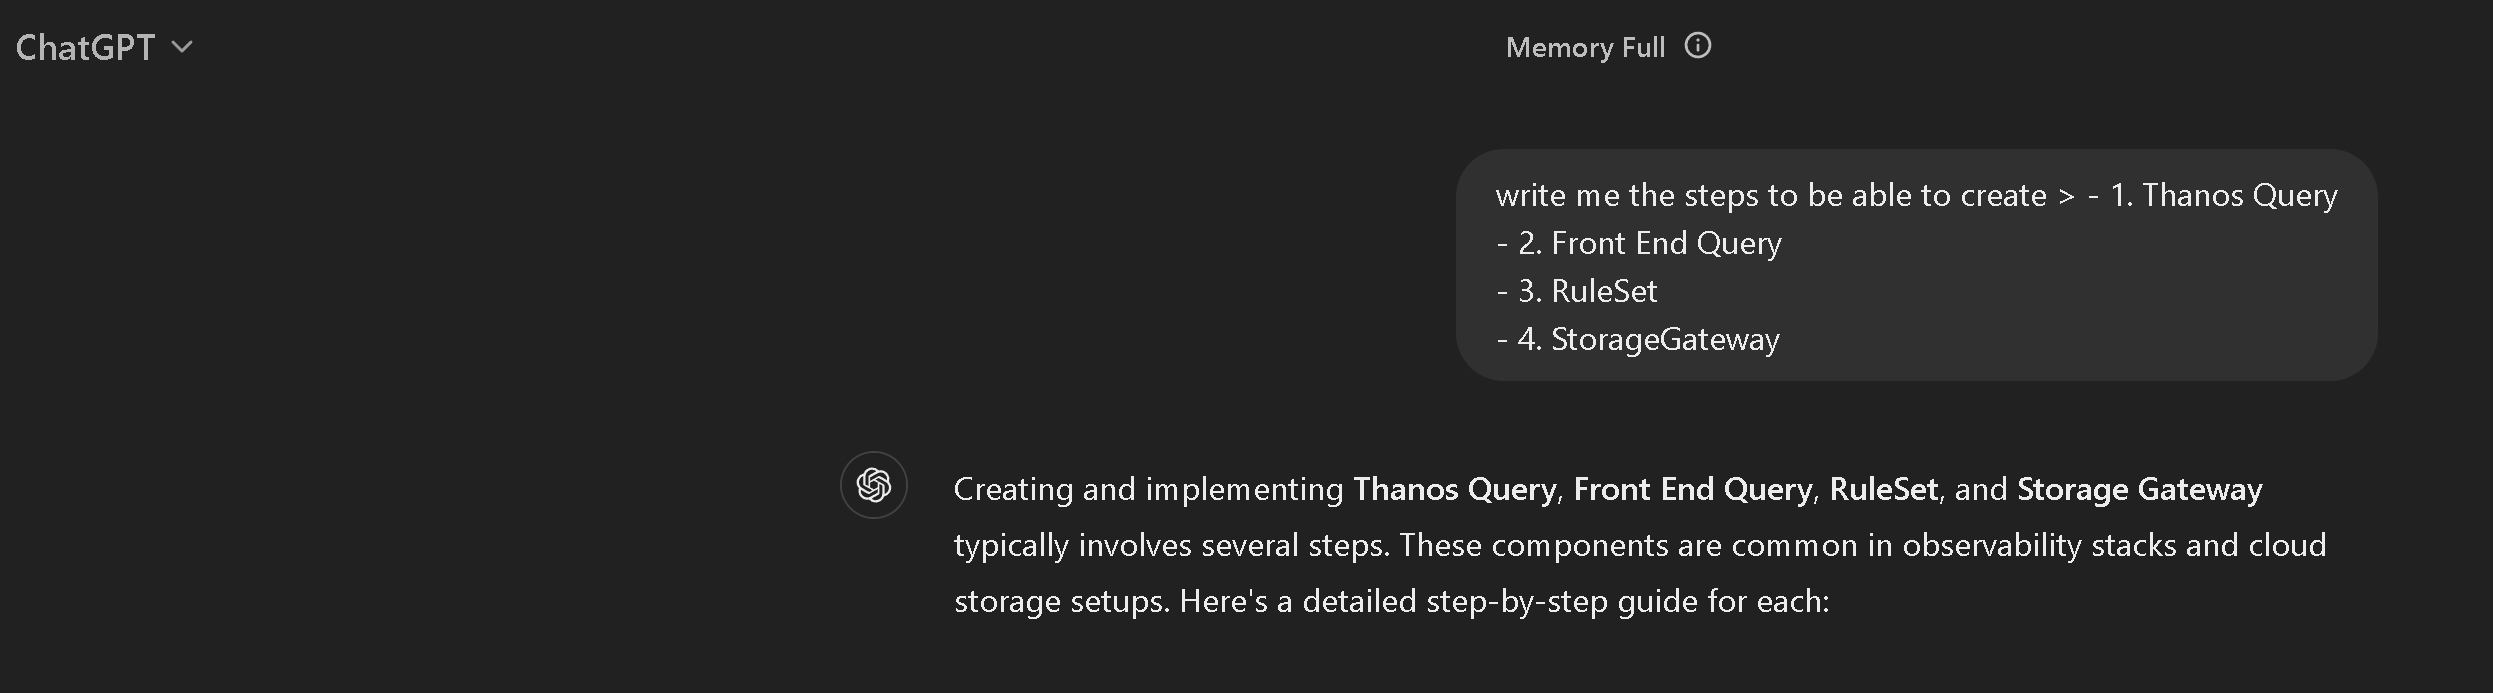 ChatGPT
Memory Full
write me the steps to be able to create > - 1. Thanos Query
- 2. Front End Query
- 3. RuleSet
- 4. StorageGateway
Creating and implementing Thanos Query, Front End Query, RuleSet, and Storage Gateway
typically involves several steps. These components are common in observability stacks and cloud
storage setups. Here's a detailed step-by-step guide for each: